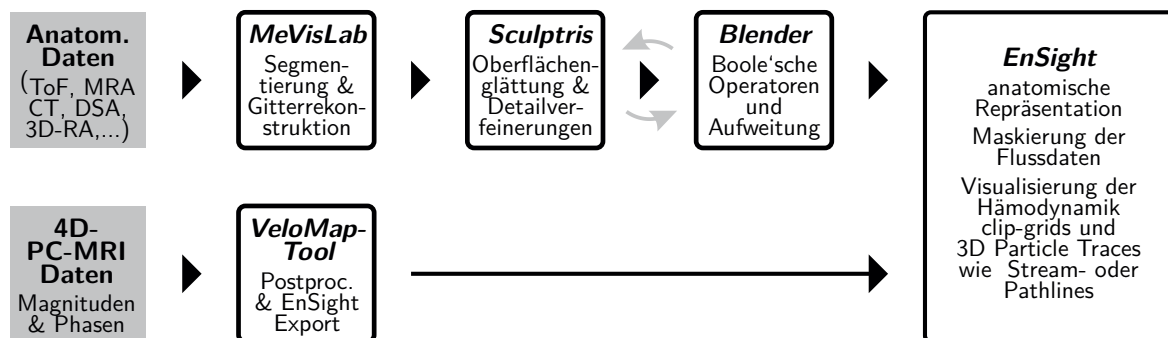 Anatom.
Daten
(ToF, MRA
CT, DSA,
3D-RA,...)
MeVisLab
Segmen-
tierung &
Gitterrekon-
struktion
Sculptris
Oberflächen-
glättung &
Detailver-
feinerungen
Blender
Boole‘sche
Operatoren
und
Aufweitung
EnSight
anatomische
Repräsentation
Maskierung der
Flussdaten
Visualisierung der
Hämodynamik
clip-grids und
3D Particle Traces
wie Stream- oder
Pathlines
4D-
PC-MRI
Daten
Magnituden
& Phasen
VeloMap-
Tool
Postproc.
& EnSight
Export